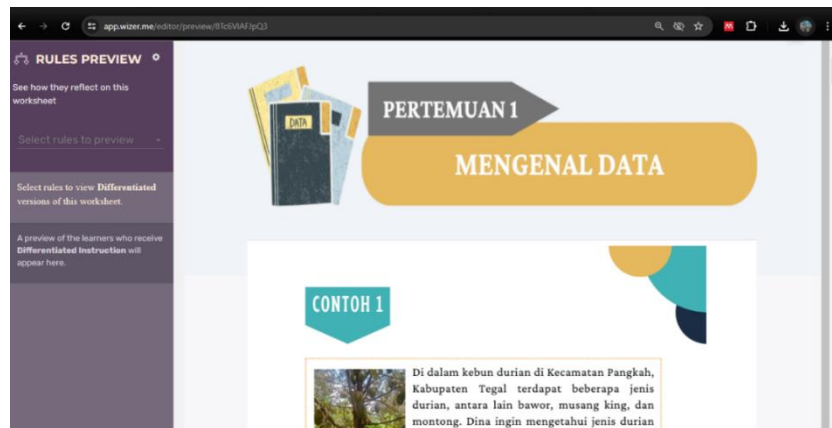 app.wizer.me/editor/preview/
RULES PREVIEW
See how they reflect on this
worksheet
Select rules to preview
Select rules to view Differentiated
versions of this worksheet.
A preview of the learners who receive
Differentiated Instruction will
appear here.
DATA
PERTEMUAN 1
MENGENAL DATA
CONTOH 1
Di dalam kebun durian di Kecamatan Pangkah,
Kabupaten Tegal terdapat beberapa jenis
durian, antara lain bawor, musang king, dan
montong. Dina ingin mengetahui jenis durian